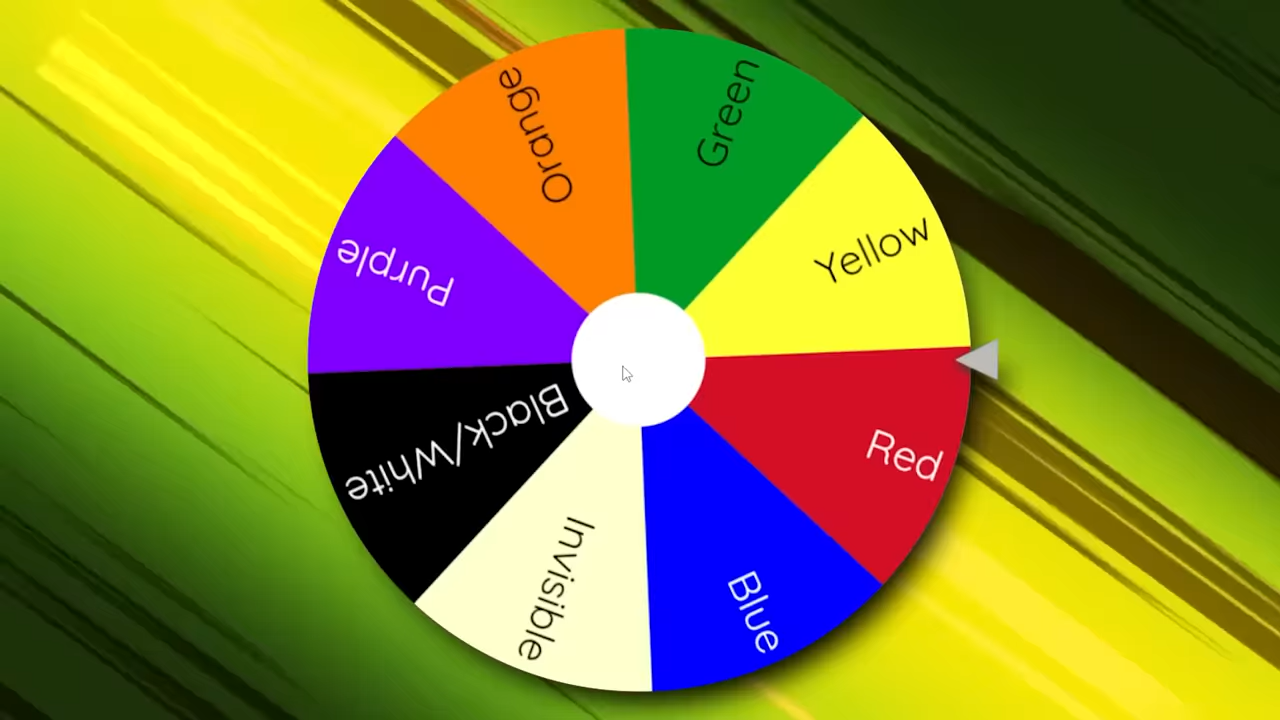 Orange
Green
Purple
Yellow
Black/White
Red
Invisible
Blue